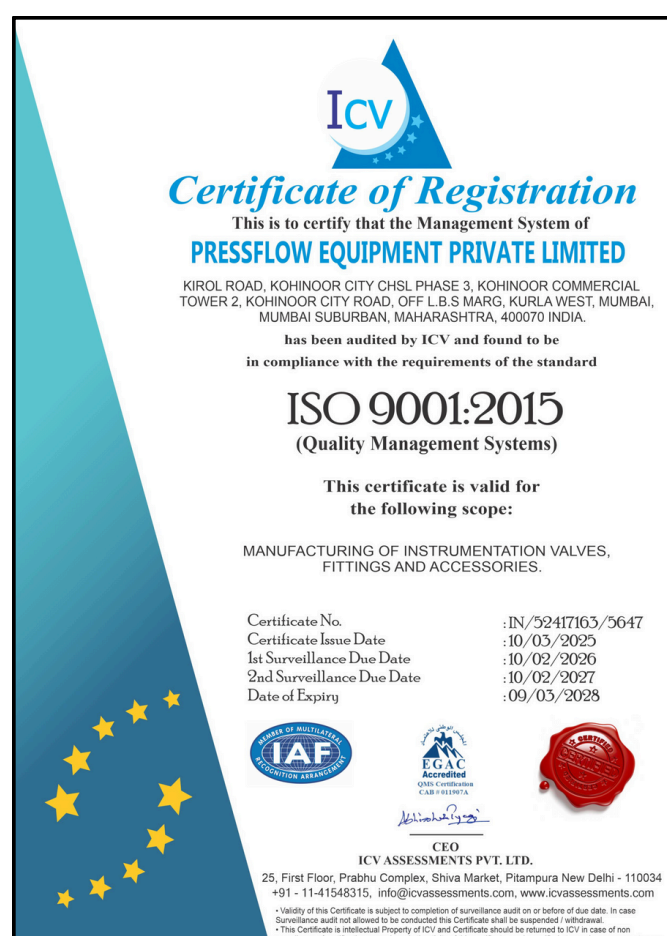 ICV
Certificate of Registration
This is to certify that the Management System of
PRESSFLOW EQUIPMENT PRIVATE LIMITED
KIROL ROAD, KOHINOOR CITY CHSL PHASE 3, KOHINOOR COMMERCIAL
TOWER 2, KOHINOOR CITY ROAD, OFF L.B.S MARG, KURLA WEST, MUMBAI,
MUMBAI SUBURBAN, MAHARASHTRA, 400070 INDIA.
has been audited by ICV and found to be
in compliance with the requirements of the standard
ISO 9001:2015
(Quality Management Systems)
This certificate is valid for
the following scope:
MANUFACTURING OF INSTRUMENTATION VALVES,
FITTINGS AND ACCESSORIES.
Certificate No. : IN/52417163/5647
Certificate Issue Date : 10/03/2025
1st Surveillance Due Date : 10/02/2026
2nd Surveillance Due Date : 10/02/2027
Date of Expiry : 09/03/2028
MEMBER OF MULTILATERAL
IAF
RECOGNITION ARRANGEMENT
EGAC
Accredited
QMS Certification
CAB # 011907A
CERTIFIED
CEO
ICV ASSESSMENTS PVT. LTD.
25, First Floor, Prabhu Complex, Shiva Market, Pitampura New Delhi - 110034
+91 - 11-41548315, info@icvassessments.com, www.icvassessments.com
• Validity of this Certificate is subject to completion of surveillance audit on or before of due date. In case
Surveillance audit not allowed to be conducted this Certificate shall be suspended / withdrawal.
• This Certificate is intellectual Property of ICV and Certificate should be returned to ICV in case of non